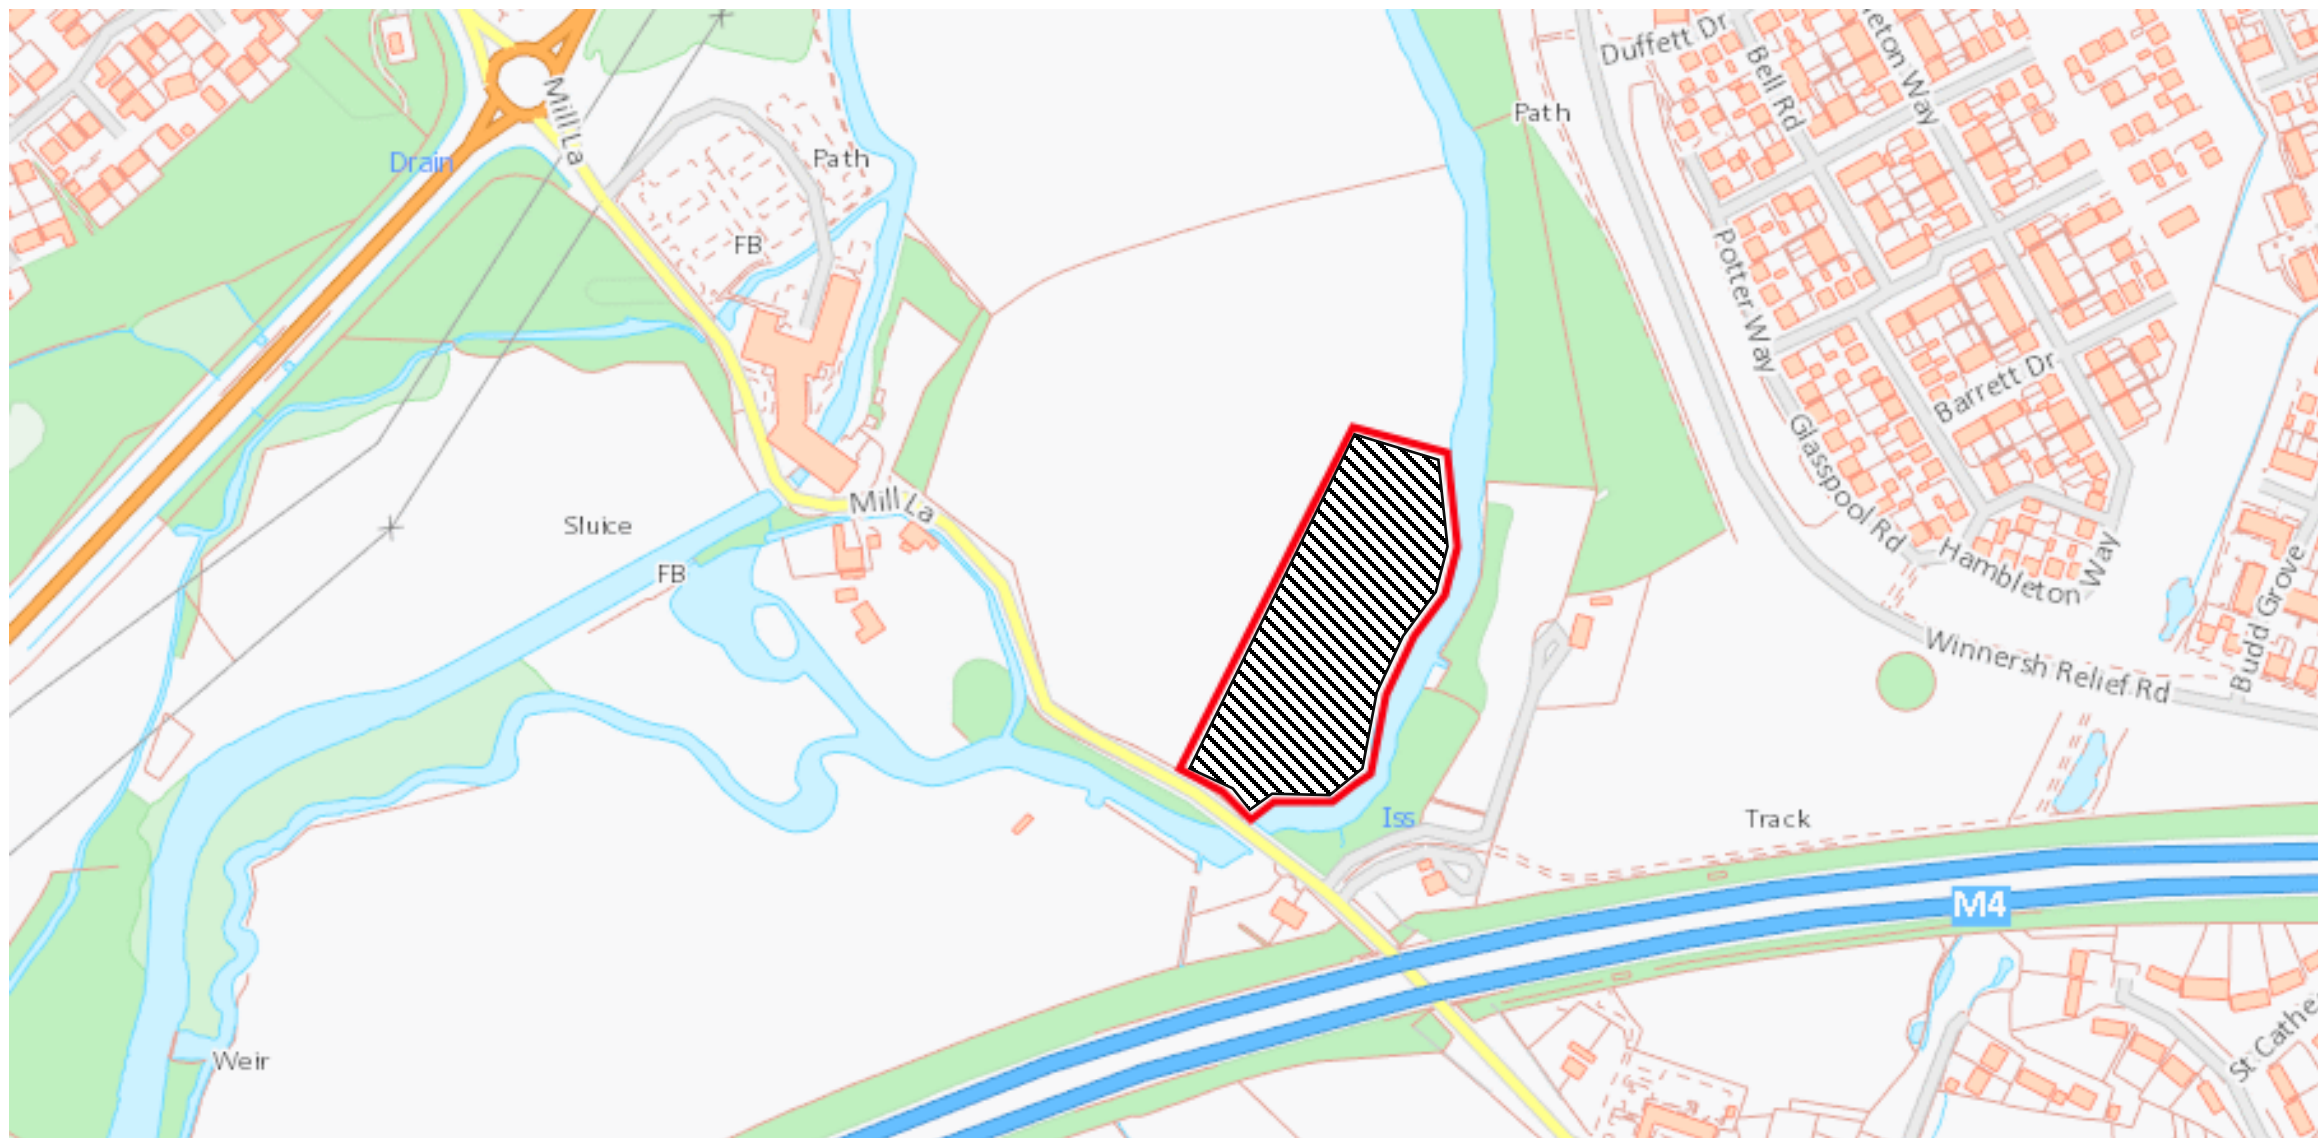 Duffett Dr
Bell Rd
leton Way
Mill La
Path
Drain
Path
FB
Potter Way
Barrett Dr
Glasspool Rd
Mill La
Sluice
FB
Hambleton
Way
Budd Grove
Winnersh Relief Rd
Iss
Track
M4
Weir
St Cathe